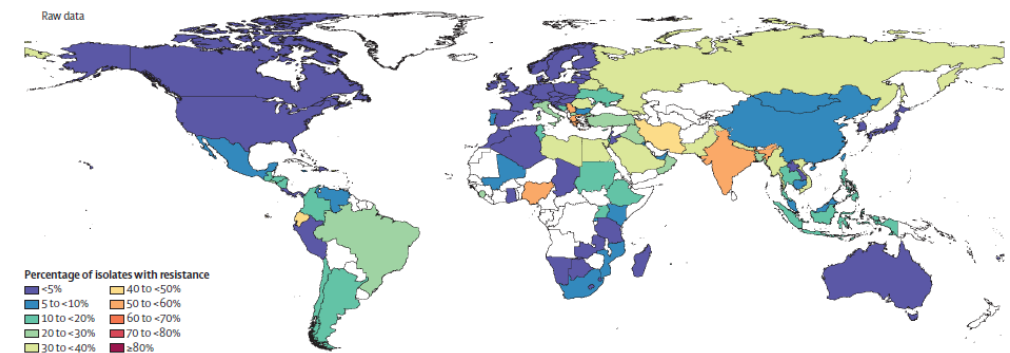 Raw data
Percentage of isolates with resistance
<5%
5 to <10%
10 to <20%
20 to <30%
30 to <40%
40 to <50%
50 to <60%
60 to <70%
70 to <80%
≥80%